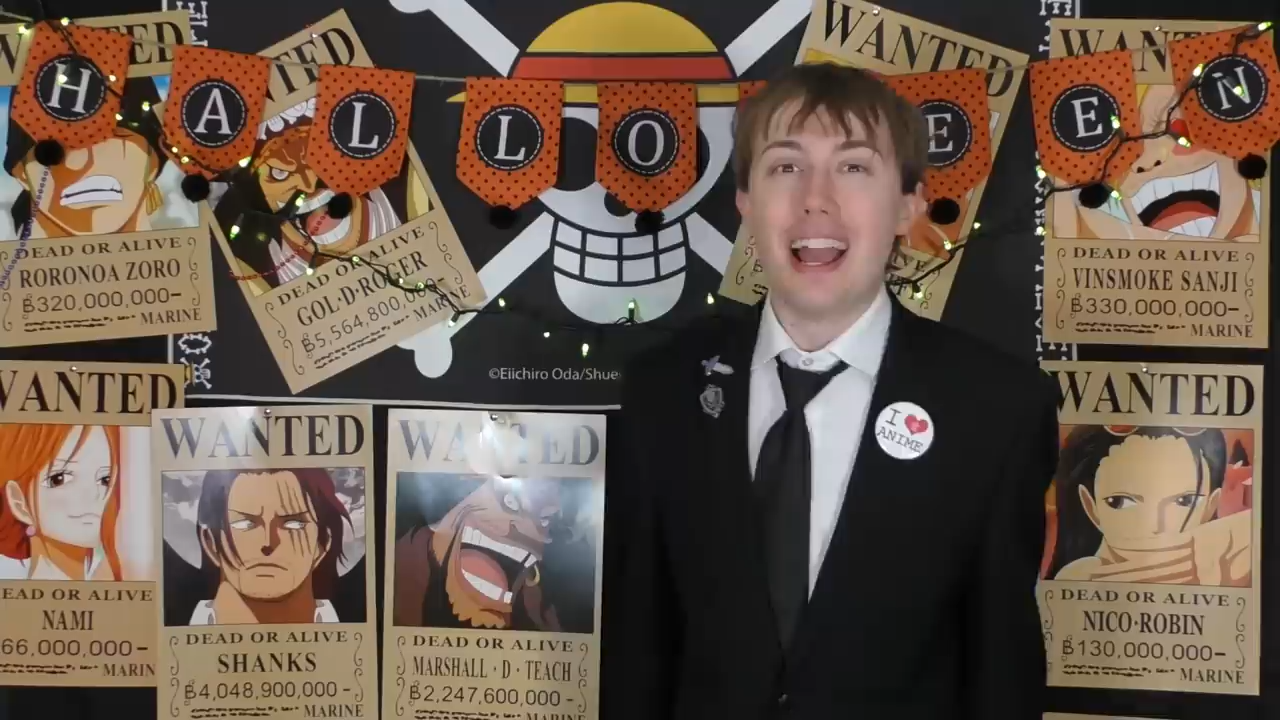 HALLO
E
E
N
WANTED
DEAD OR ALIVE
RORONOA ZORO
฿320,000,000-
MARINE
DEAD OR ALIVE
GOL·D·ROGER
฿5,564,800,000
MARINE
WANTED
WANTED
DEAD OR ALIVE
VINSMOKE SANJI
฿330,000,000-
MARINE
©Eiichiro Oda/Shue
I
ANIME
WANTED
EAD OR ALIVE
NAMI
66,000,000-
MARIN
WANTED
DEAD OR ALIVE
SHANKS
฿4,048,900,000-
MARINE
WANTED
DEAD OR ALIVE
MARSHALL·D·TEACH
฿2,247,600,000-
MARINE
WANTED
DEAD OR ALIVE
NICO·ROBIN
฿130,000,000-
MARINE